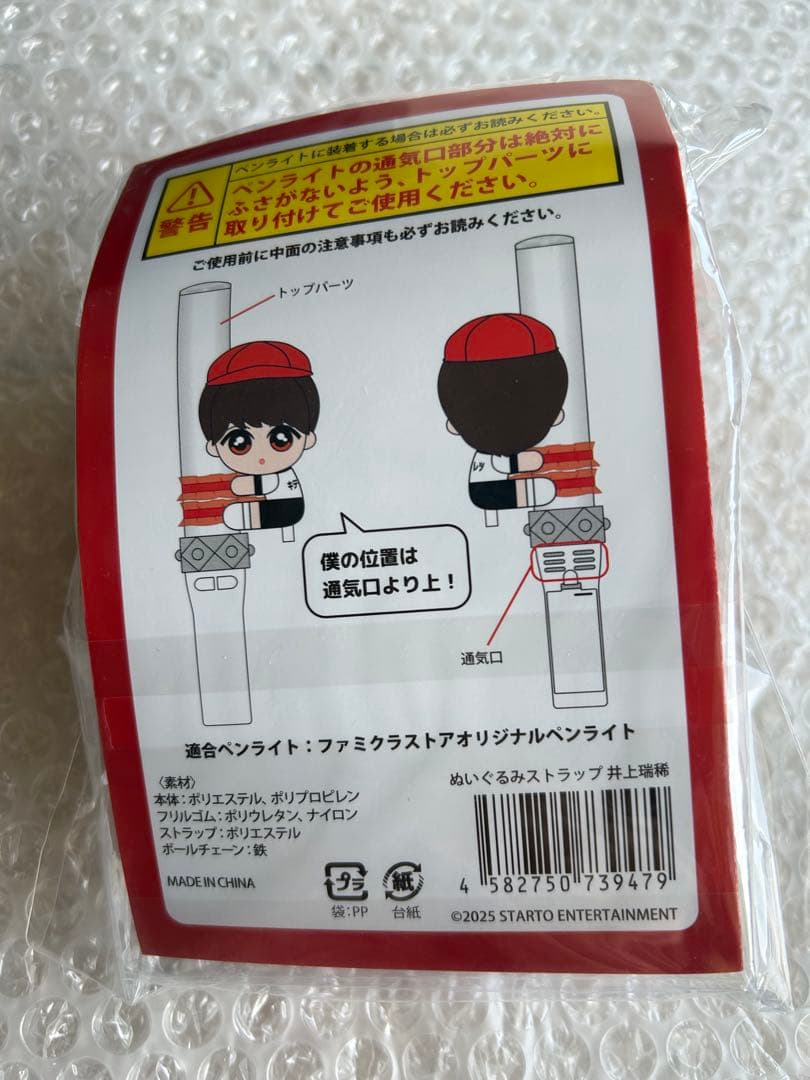 ペンライトに装着する場合は必ずお読みください。
警告
ペンライトの通気口部分は絶対に
ふさがないよう、トップパーツに
取り付けてご使用ください。
ご使用前に中面の注意事項も必ずお読みください。
トップパーツ
キテ
レツ
僕の位置は
通気口より上!
通気口
適合ペンライト:ファミクラストアオリジナルペンライト
〈素材〉
本体:ポリエステル、ポリプロピレン
フリルゴム:ポリウレタン、ナイロン
ストラップ:ポリエステル
ボールチェーン:鉄
MADE IN CHINA
プラ
袋:PP
紙
台紙
ぬいぐるみストラップ 井上瑞稀
4 582750 739479
©2025 STARTO ENTERTAINMENT